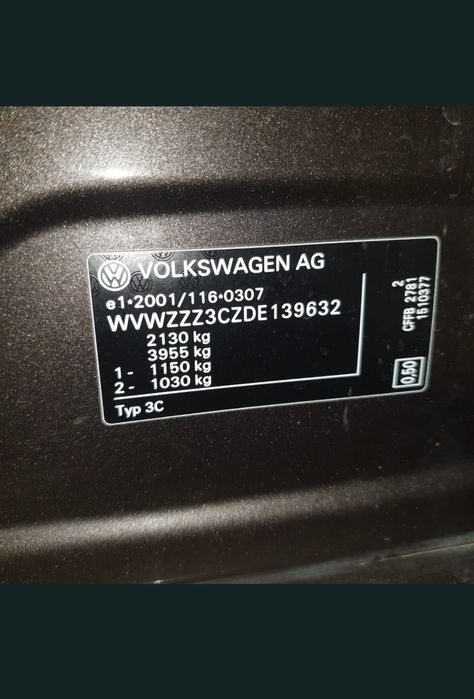 VOLKSWAGEN AG
e1*2001/116*0307
WVWZZZ3CZDE139632
2130 kg
3955 kg
1- 1150 kg
2- 1030 kg
Typ 3C
2
CFFB 2781
1510377
0,50